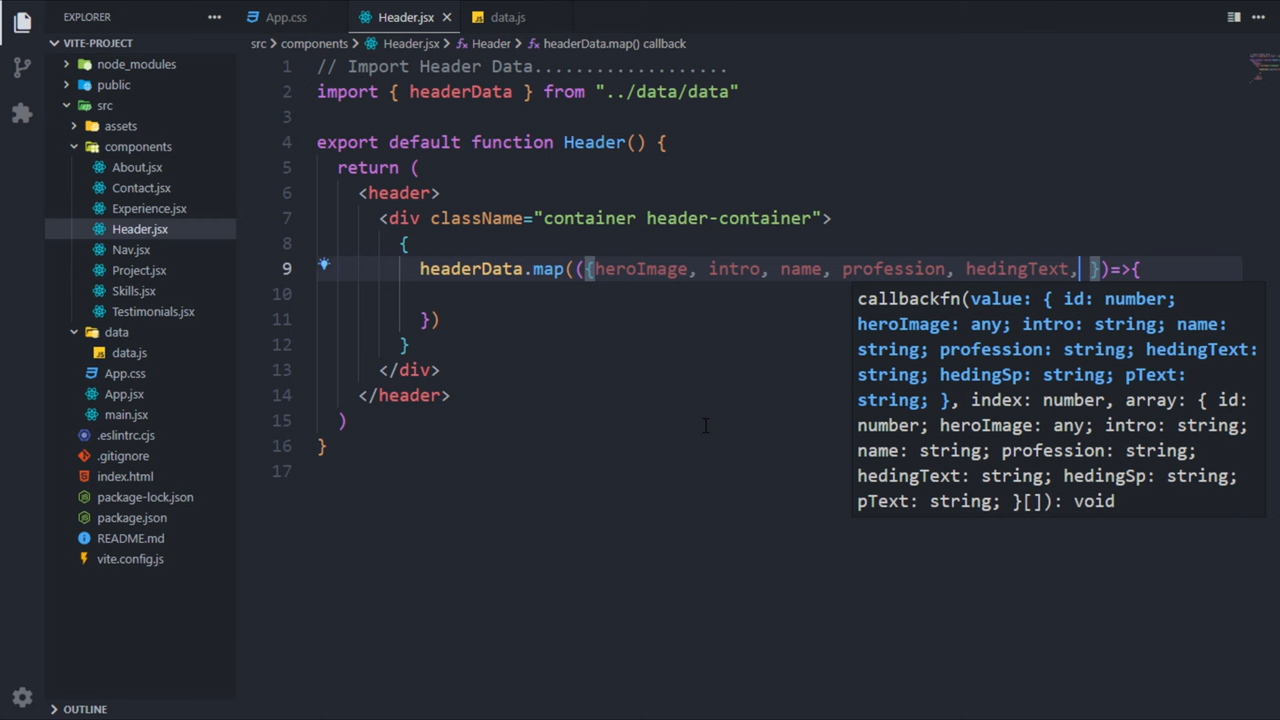 EXPLORER
VITE-PROJECT
node_modules
public
src
assets
components
About.jsx
Contact.jsx
Experience.jsx
Header.jsx
Nav.jsx
Project.jsx
Skills.jsx
Testimonials.jsx
data
data.js
App.css
App.jsx
main.jsx
.eslintrc.cjs
.gitignore
index.html
package-lock.json
package.json
README.md
vite.config.js
OUTLINE
App.css Header.jsx data.js
src > components > Header.jsx > Header > headerData.map() callback
1 // Import Header Data...................
2 import { headerData } from "../data/data"
3
4 export default function Header() {
5 return (
6 <header>
7 <div className="container header-container">
8 {
9 headerData.map(({heroImage, intro, name, profession, hedingText, })=>{
10
11 })
12 }
13 </div>
14 </header>
15 )
16 }
17
callbackfn(value: { id: number;
heroImage: any; intro: string; name:
string; profession: string; hedingText:
string; hedingSp: string; pText:
string; }, index: number, array: { id:
number; heroImage: any; intro: string;
name: string; profession: string;
hedingText: string; hedingSp: string;
pText: string; }[]): void